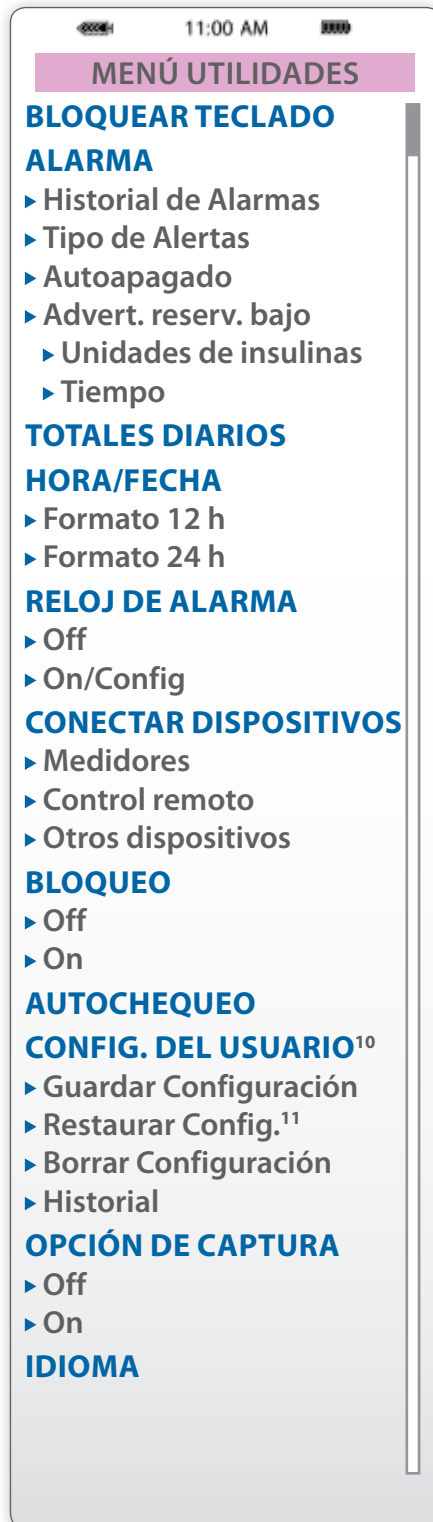 11:00 AM
MENÚ UTILIDADES
BLOQUEAR TECLADO
ALARMA
▸ Historial de Alarmas
▸ Tipo de Alertas
▸ Autoapagado
▸ Advert. reserv. bajo
▸ Unidades de insulinas
▸ Tiempo
TOTALES DIARIOS
HORA/FECHA
▸ Formato 12 h
▸ Formato 24 h
RELOJ DE ALARMA
▸ Off
▸ On/Config
CONECTAR DISPOSITIVOS
▸ Medidores
▸ Control remoto
▸ Otros dispositivos
BLOQUEO
▸ Off
▸ On
AUTOCHEQUEO
CONFIG. DEL USUARIO¹⁰
▸ Guardar Configuración
▸ Restaurar Config.¹¹
▸ Borrar Configuración
▸ Historial
OPCIÓN DE CAPTURA
▸ Off
▸ On
IDIOMA